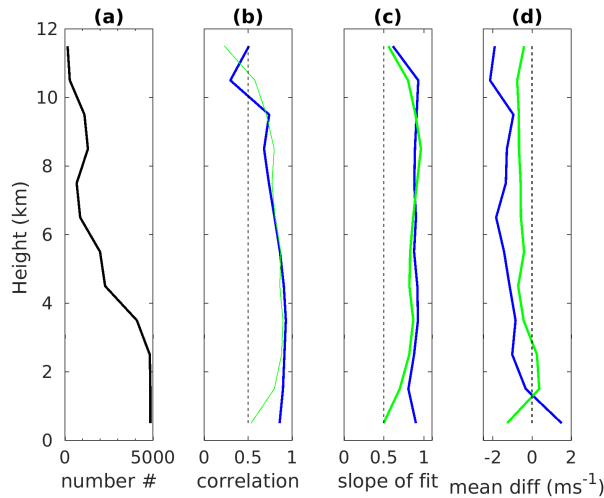 (a) (b) (c) (d)
12
10
8
6
4
2
0
Height (km)
0 5000 0 0.5 1 0 0.5 1 -2 0 2
number # correlation slope of fit mean diff (ms-1)